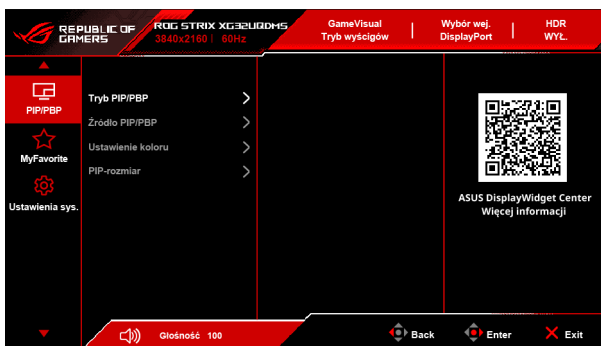 REPUBLIC OF
GAMERS
ROG STRIX XG32UQDMS
3840x2160 | 60Hz
GameVisual
Tryb wyścigów
Wybór wej.
DisplayPort
HDR
WYŁ.
PIP/PBP
MyFavorite
Ustawienia sys.
Tryb PIP/PBP
Źródło PIP/PBP
Ustawienie koloru
PIP-rozmiar
ASUS DisplayWidget Center
Więcej informacji
Głośność 100
Back
Enter
Exit